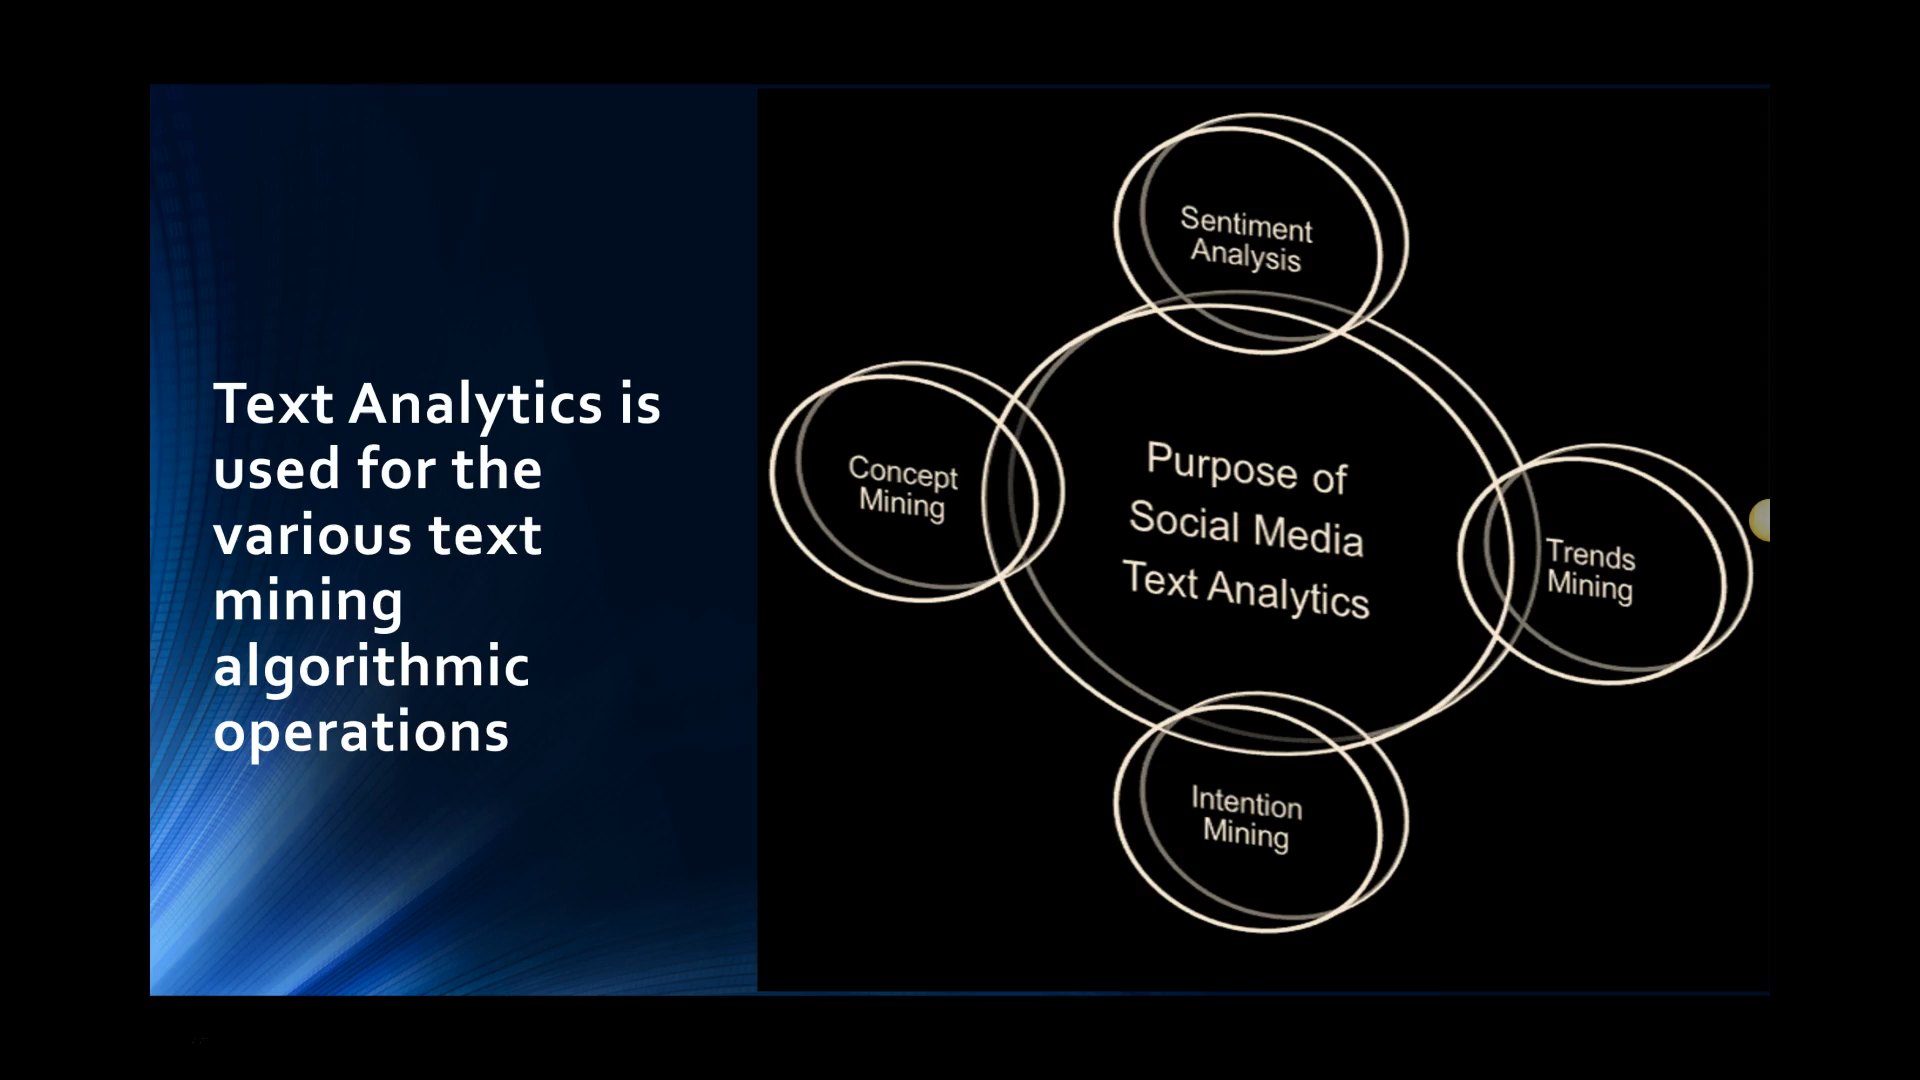 Text Analytics is
used for the
various text
mining
algorithmic
operations
Sentiment
Analysis
Concept
Mining
Purpose of
Social Media
Text Analytics
Trends
Mining
Intention
Mining